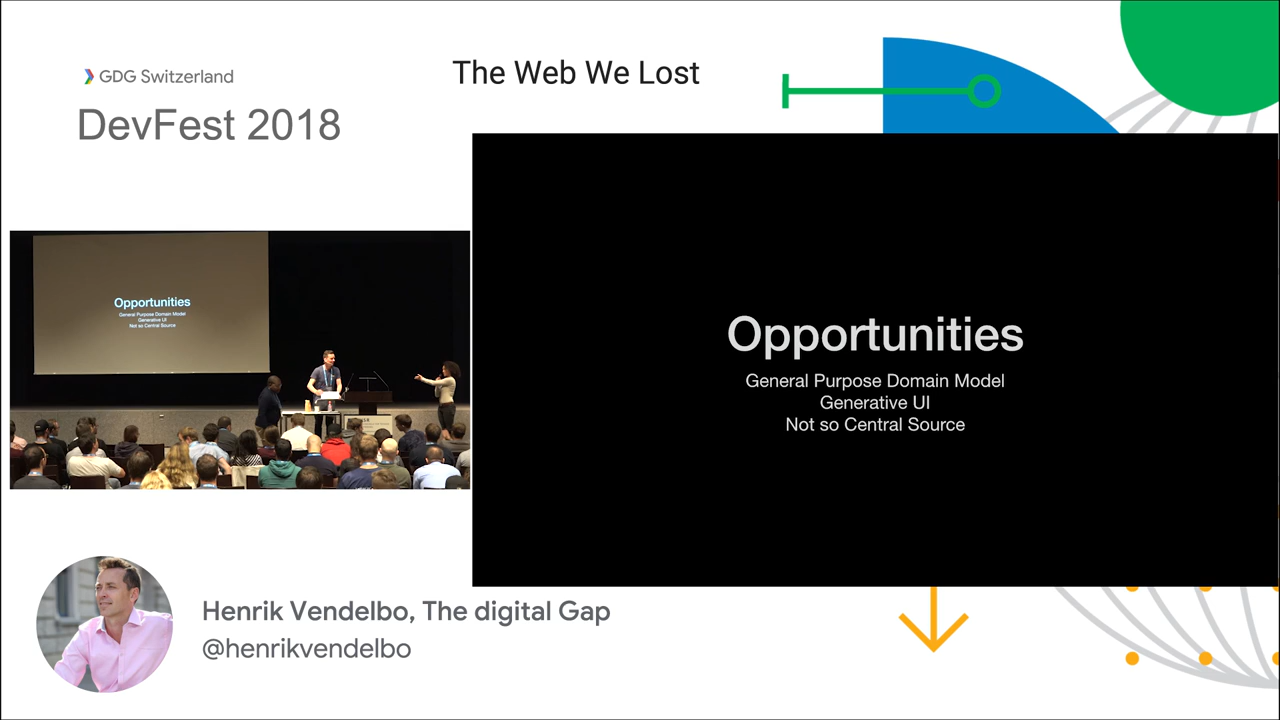 GDG Switzerland
DevFest 2018
The Web We Lost
Opportunities
General Purpose Domain Model
Generative UI
Not so Central Source
Opportunities
General Purpose Domain Model
Generative UI
Not so Central Source
Henrik Vendelbo, The digital Gap
@henrikvendelbo